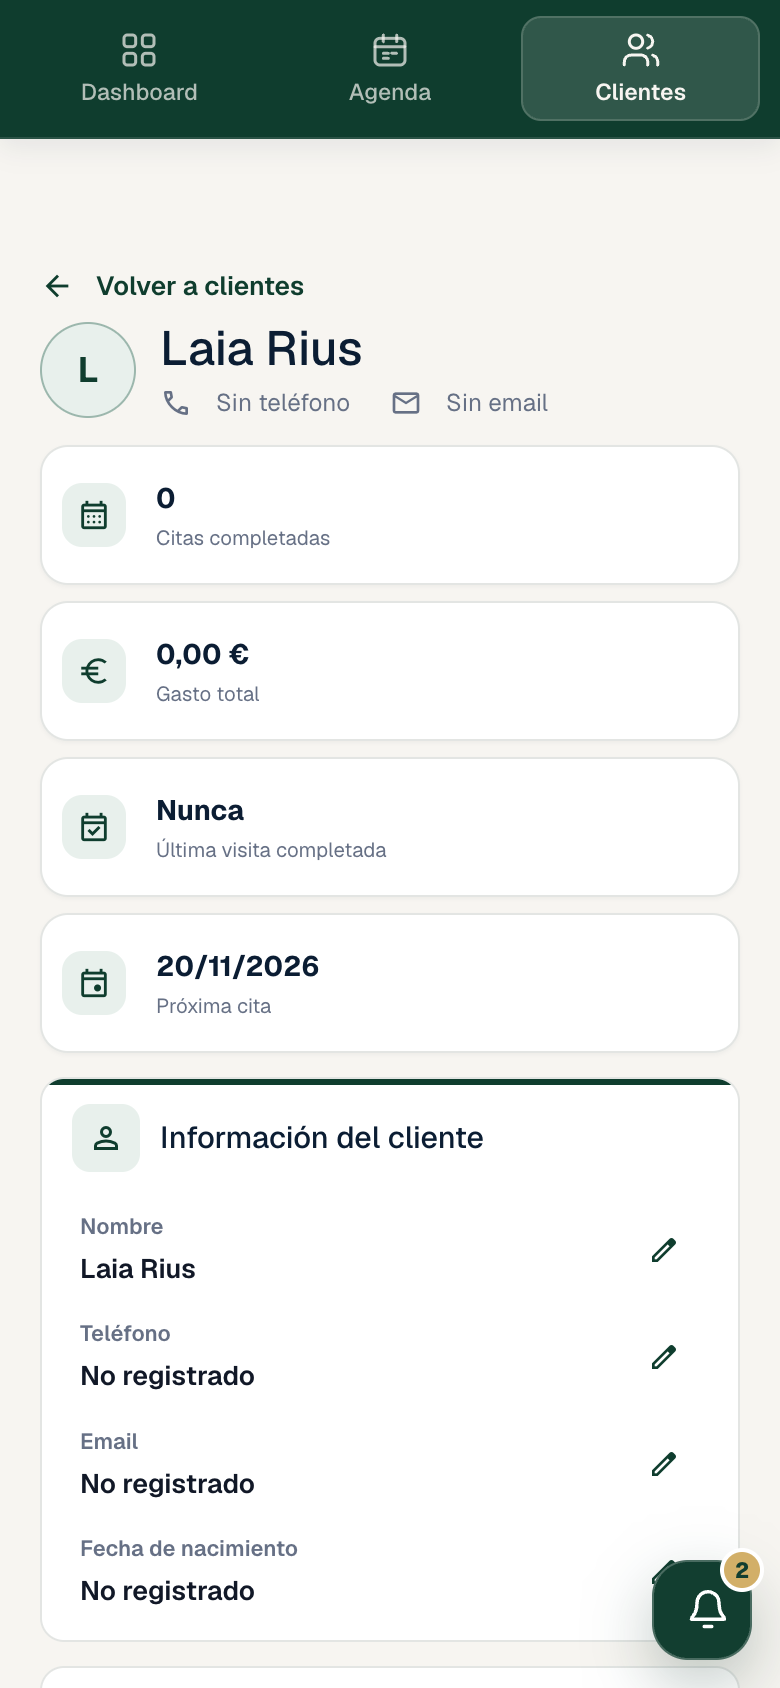 Dashboard
Agenda
Clientes
Volver a clientes
L
Laia Rius
Sin teléfono
Sin email
0
Citas completadas
0,00 €
Gasto total
Nunca
Última visita completada
20/11/2026
Próxima cita
Información del cliente
Nombre
Laia Rius
Teléfono
No registrado
Email
No registrado
Fecha de nacimiento
No registrado
2